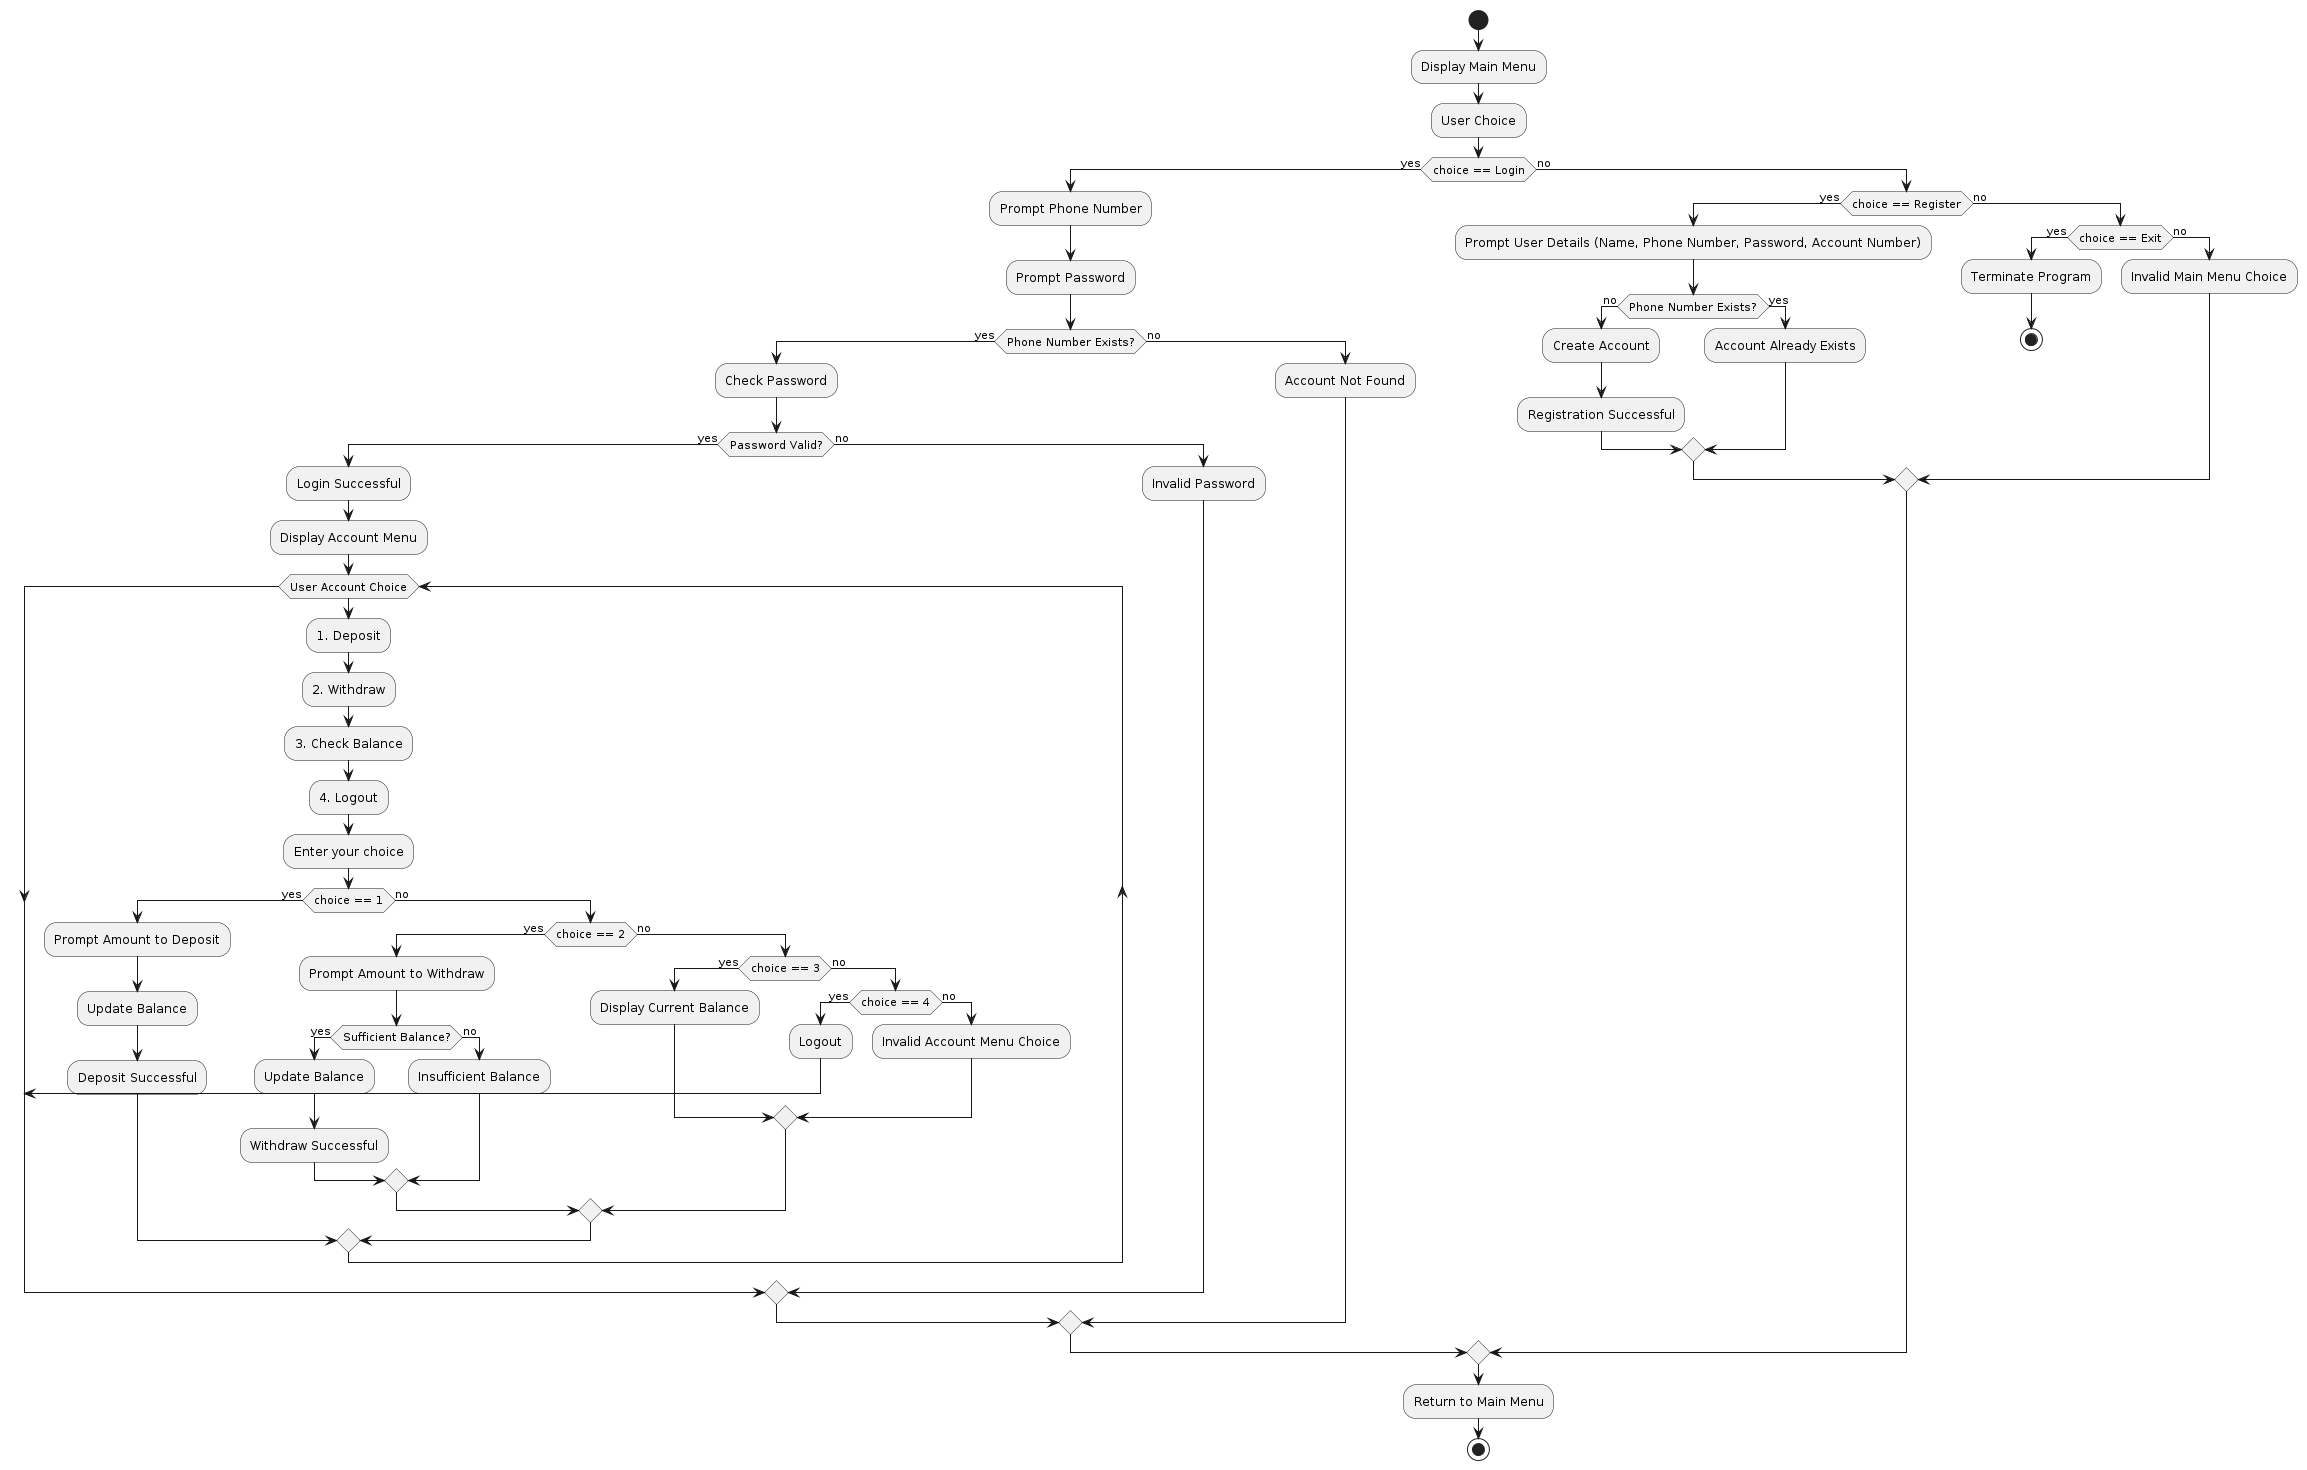 Display Main Menu
User Choice
yes
choice == Login
no
Prompt Phone Number
Prompt Password
yes
Phone Number Exists?
no
Check Password
Account Not Found
yes
Password Valid?
no
Login Successful
Invalid Password
Display Account Menu
User Account Choice
1. Deposit
2. Withdraw
3. Check Balance
4. Logout
Enter your choice
yes
choice == 1
no
Prompt Amount to Deposit
Update Balance
Deposit Successful
yes
choice == 2
no
Prompt Amount to Withdraw
yes
Sufficient Balance?
no
Update Balance
Insufficient Balance
Withdraw Successful
yes
choice == 3
no
Display Current Balance
yes
choice == 4
no
Logout
Invalid Account Menu Choice
yes
choice == Register
no
Prompt User Details (Name, Phone Number, Password, Account Number)
no
Phone Number Exists?
yes
Create Account
Account Already Exists
Registration Successful
yes
choice == Exit
no
Terminate Program
Invalid Main Menu Choice
Return to Main Menu